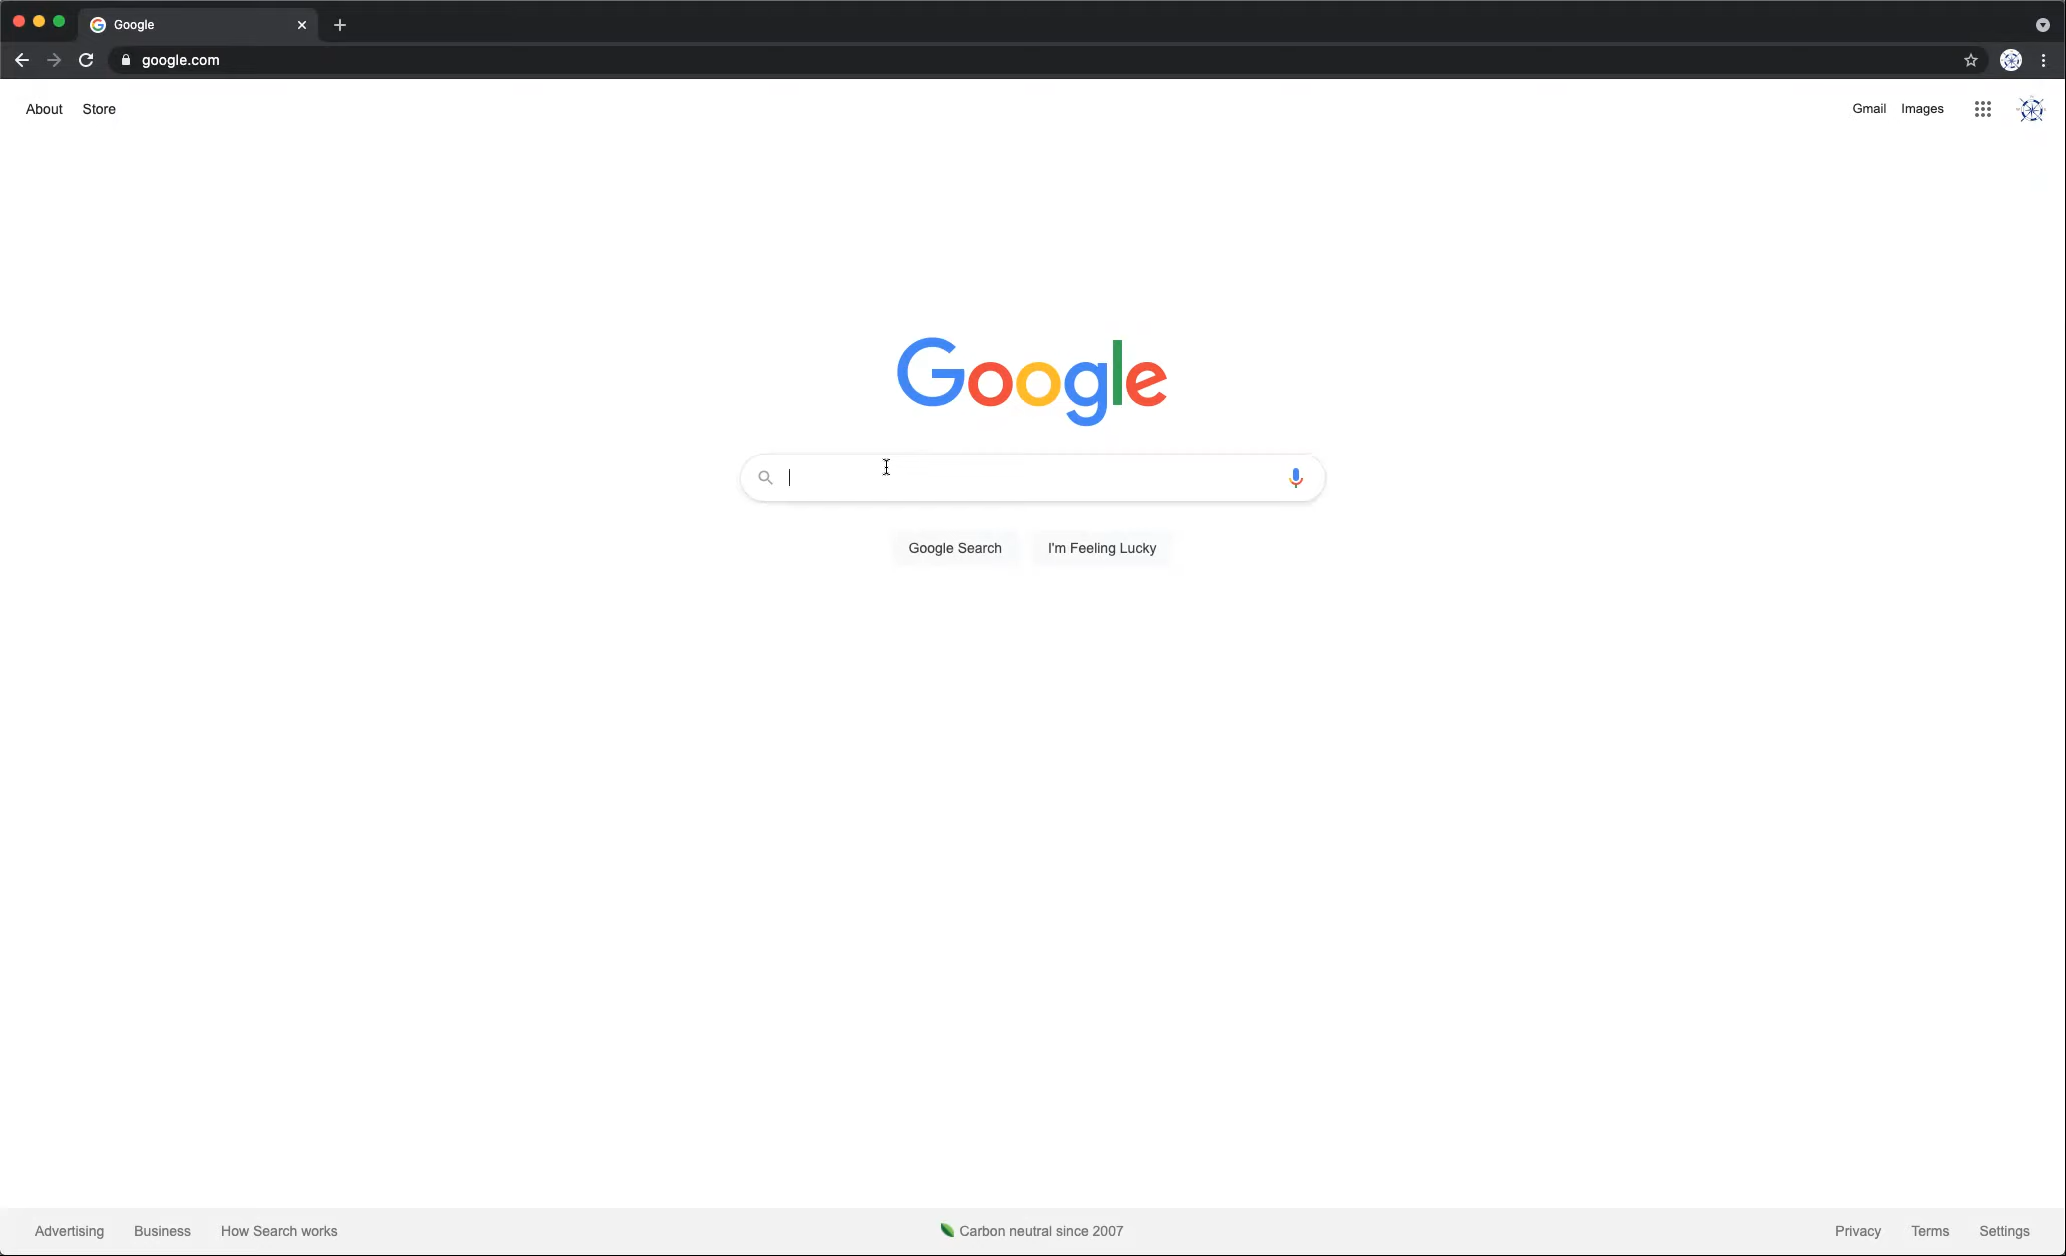 Google
google.com
About Store
Gmail Images
Google
Google Search I'm Feeling Lucky
Advertising Business How Search works
Carbon neutral since 2007
Privacy Terms Settings